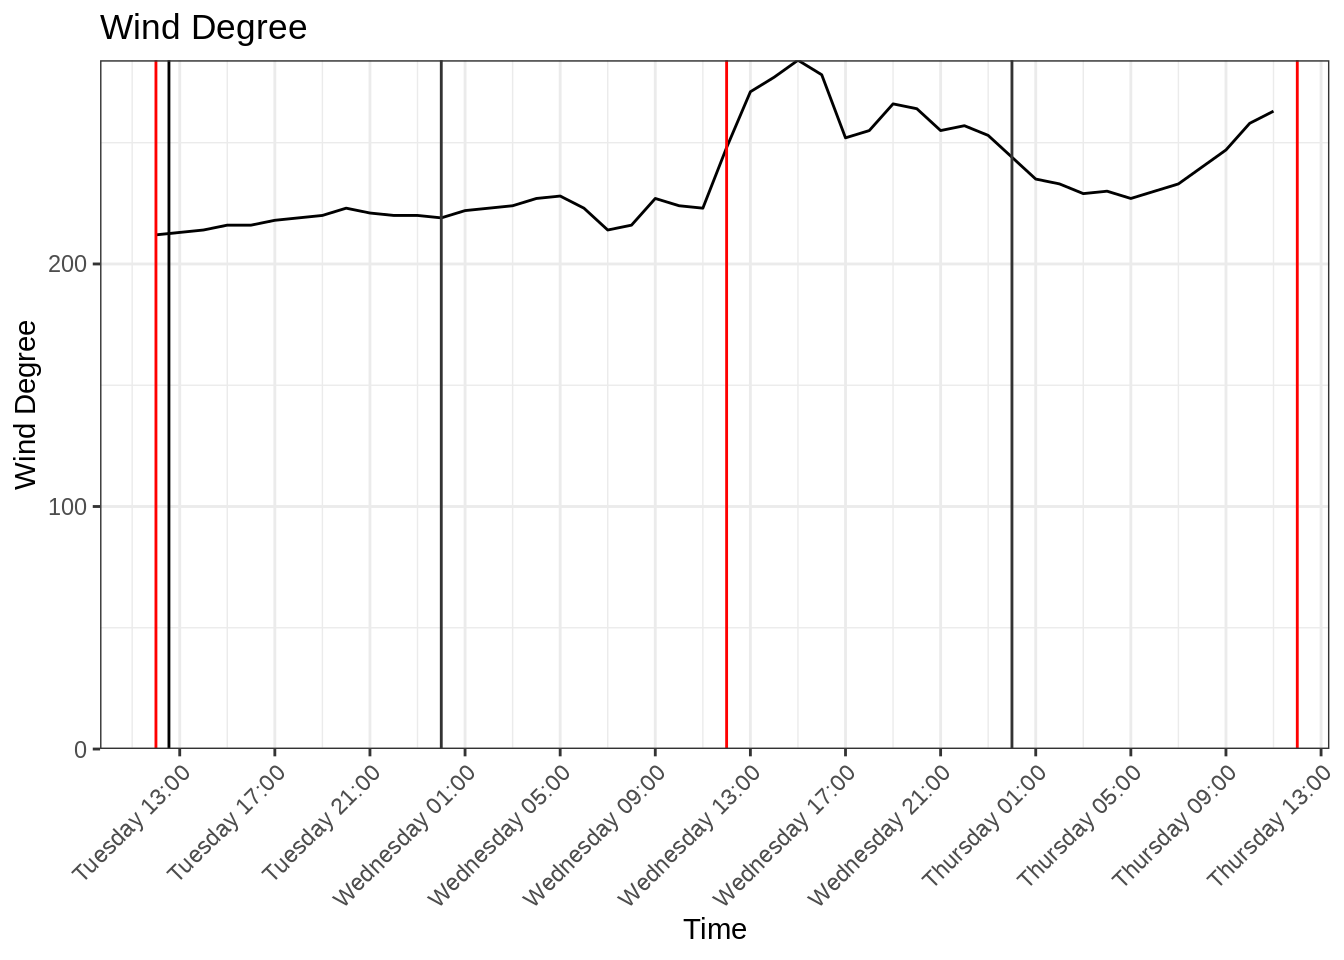 Wind Degree
Wind Degree
200
100
0
Tuesday 13:00
Tuesday 17:00
Tuesday 21:00
Wednesday 01:00
Wednesday 05:00
Wednesday 09:00
Wednesday 13:00
Wednesday 17:00
Wednesday 21:00
Thursday 01:00
Thursday 05:00
Thursday 09:00
Thursday 13:00
Time